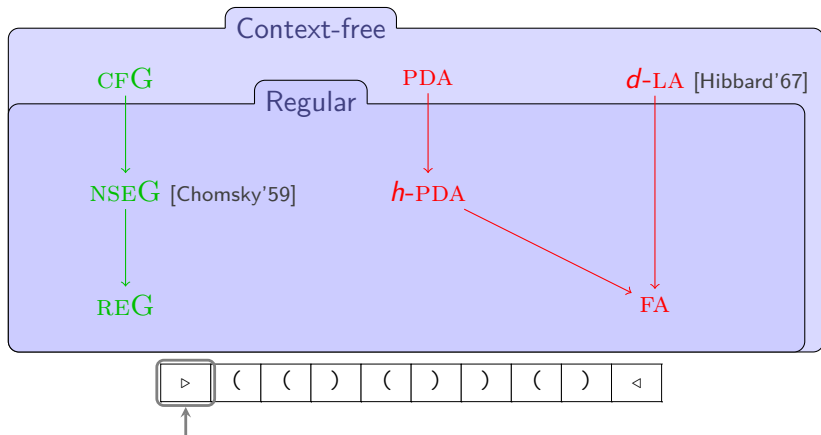 Context-free
CFG PDA d-LA [Hibbard'67]
Regular
NSEG [Chomsky'59] h-PDA
REG FA
▷ ( ( ) ( ) ) ( ) ◁